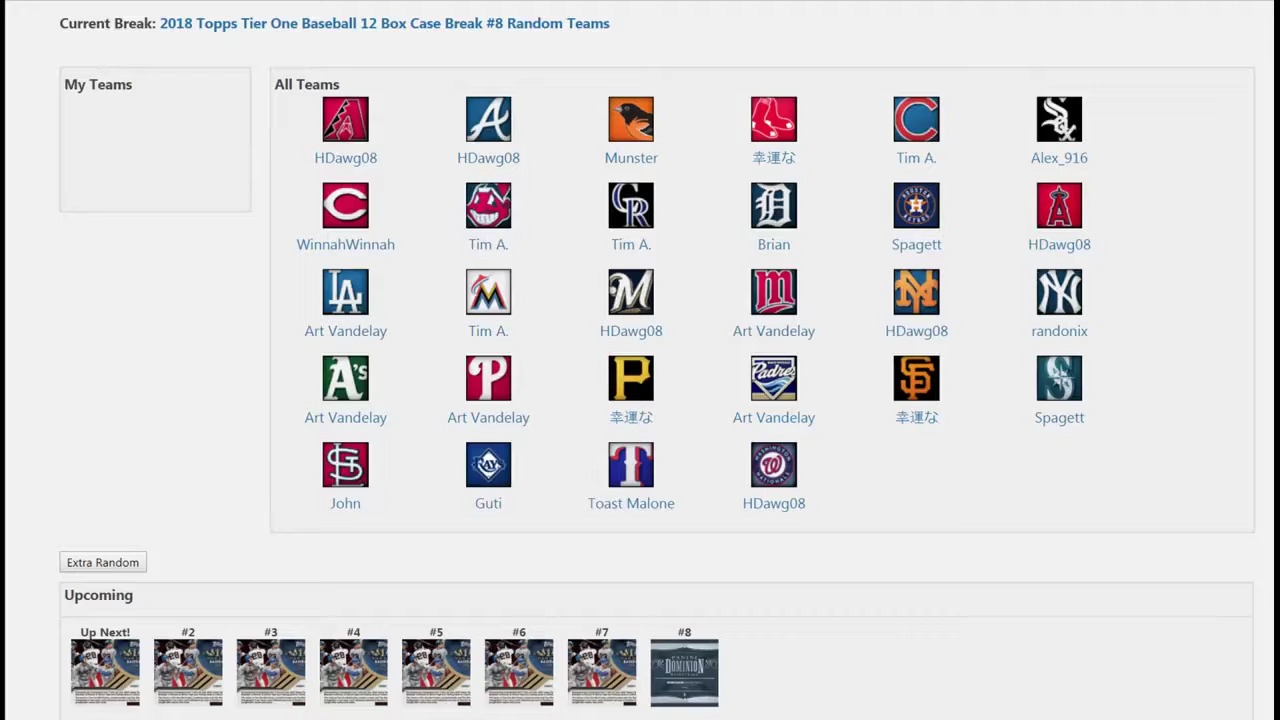 Current Break: 2018 Topps Tier One Baseball 12 Box Case Break #8 Random Teams
My Teams
All Teams
HDawg08 HDawg08 Munster 幸運な Tim A. Alex_916
WinnahWinnah Tim A. Tim A. Brian Spagett HDawg08
Art Vandelay Tim A. HDawg08 Art Vandelay HDawg08 randonix
Art Vandelay Art Vandelay 幸運な Art Vandelay 幸運な Spagett
John Guti Toast Malone HDawg08
Extra Random
Upcoming
Up Next! #2 #3 #4 #5 #6 #7 #8
PANINI
DOMINION